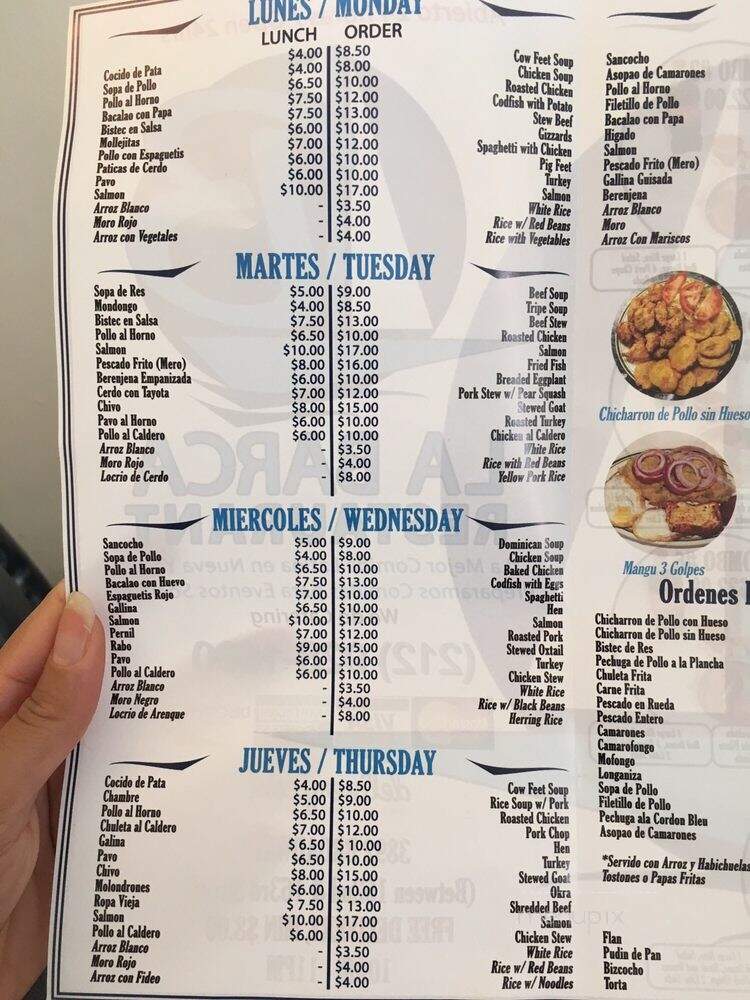 LUNES / MONDAY
LUNCH ORDER
Cocido de Pata $4.00 $8.50 Cow Feet Soup
Sopa de Pollo $4.00 $8.00 Chicken Soup
Pollo al Horno $6.50 $10.00 Roasted Chicken
Bacalao con Papa $7.50 $12.00 Codfish with Potato
Bistec en Salsa $7.50 $13.00 Stew Beef
Mollejitas $6.00 $10.00 Gizzards
Pollo con Espaguetis $7.00 $12.00 Spaghetti with Chicken
Paticas de Cerdo $6.00 $10.00 Pig Feet
Pavo $6.00 $10.00 Turkey
Salmon $10.00 $17.00 Salmon
Arroz Blanco - $3.50 White Rice
Moro Rojo - $4.00 Rice w/ Red Beans
Arroz con Vegetales - $4.00 Rice with Vegetables
MARTES / TUESDAY
Sopa de Res $5.00 $9.00 Beef Soup
Mondongo $4.00 $8.50 Tripe Soup
Bistec en Salsa $7.50 $13.00 Beef Stew
Pollo al Horno $6.50 $10.00 Roasted Chicken
Salmon $10.00 $17.00 Salmon
Pescado Frito (Mero) $8.00 $16.00 Fried Fish
Berenjena Empanizada $6.00 $10.00 Breaded Eggplant
Cerdo con Tayota $7.00 $12.00 Pork Stew w/ Pear Squash
Chivo $8.00 $15.00 Stewed Goat
Pavo al Horno $6.00 $10.00 Roasted Turkey
Pollo al Caldero $6.00 $10.00 Chicken al Caldero
Arroz Blanco - $3.50 White Rice
Moro Rojo - $4.00 Rice with Red Beans
Locrio de Cerdo - $8.00 Yellow Pork Rice
MIERCOLES / WEDNESDAY
Sancocho $5.00 $9.00 Dominican Soup
Sopa de Pollo $4.00 $8.00 Chicken Soup
Pollo al Horno $6.50 $10.00 Baked Chicken
Bacalao con Huevo $7.50 $13.00 Codfish with Eggs
Espaguetis Rojo $7.00 $10.00 Spaghetti
Gallina $6.50 $10.00 Hen
Salmon $10.00 $17.00 Salmon
Pernil $7.00 $12.00 Roasted Pork
Rabo $9.00 $15.00 Stewed Oxtail
Pavo $6.00 $10.00 Turkey
Pollo al Caldero $6.00 $10.00 Chicken Stew
Arroz Blanco - $3.50 White Rice
Moro Negro - $4.00 Rice w/ Black Beans
Locrio de Arenque - $8.00 Herring Rice
JUEVES / THURSDAY
Cocido de Pata $4.00 $8.50 Cow Feet Soup
Chambre $5.00 $9.00 Rice Soup w/ Pork
Pollo al Horno $6.50 $10.00 Roasted Chicken
Chuleta al Caldero $7.00 $12.00 Pork Chop
Galina $ 6.50 $ 10.00 Hen
Pavo $6.50 $10.00 Turkey
Chivo $8.00 $15.00 Stewed Goat
Molondrones $6.00 $10.00 Okra
Ropa Vieja $ 7.50 $ 13.00 Shredded Beef
Salmon $10.00 $17.00 Salmon
Pollo al Caldero $6.00 $10.00 Chicken Stew
Arroz Blanco - $3.50 White Rice
Moro Rojo - $4.00 Rice w/ Red Beans
Arroz con Fideo - $4.00 Rice w/ Noodles
Sancocho
Asopao de Camarones
Pollo al Horno
Filetillo de Pollo
Bacalao con Papa
Higado
Salmon
Pescado Frito (Mero)
Gallina Guisada
Berenjena
Arroz Blanco
Moro
Arroz Con Mariscos
Chicharron de Pollo sin Hueso
Mangu 3 Golpes
Ordenes
Chicharron de Pollo con Hueso
Chicharron de Pollo sin Hueso
Bistec de Res
Pechuga de Pollo a la Plancha
Chuleta Frita
Carne Frita
Pescado en Rueda
Pescado Entero
Camarones
Camarofongo
Mofongo
Longaniza
Sopa de Pollo
Filetillo de Pollo
Pechuga ala Cordon Bleu
Asopao de Camarones
*Servido con Arroz y Habichuelas
Tostones o Papas Fritas
Flan
Pudin de Pan
Bizcocho
Torta